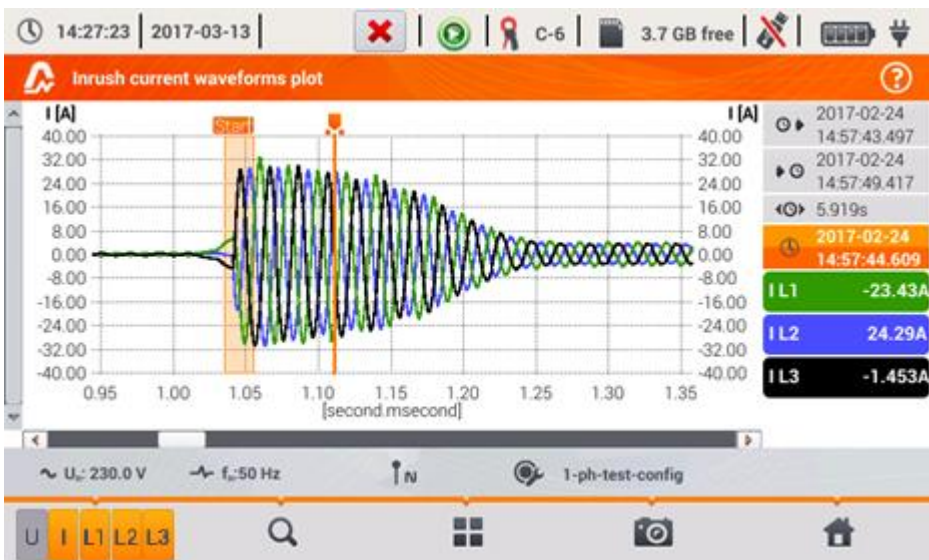 14:27:23 2017-03-13 C-6 3.7 GB free
Inrush current waveforms plot ?
I [A] I [A]
Start
40.00 40.00
32.00 32.00
24.00 24.00
16.00 16.00
8.00 8.00
0.00 0.00
-8.00 -8.00
-16.00 -16.00
-24.00 -24.00
-32.00 -32.00
-40.00 -40.00
0.95 1.00 1.05 1.10 1.15 1.20 1.25 1.30 1.35
[second.msecond]
2017-02-24
14:57:43.497
2017-02-24
14:57:49.417
5.919s
2017-02-24
14:57:44.609
I L1 -23.43A
I L2 24.29A
I L3 -1.453A
Uₙ: 230.0 V fₙ:50 Hz N 1-ph-test-config
U I L1 L2 L3